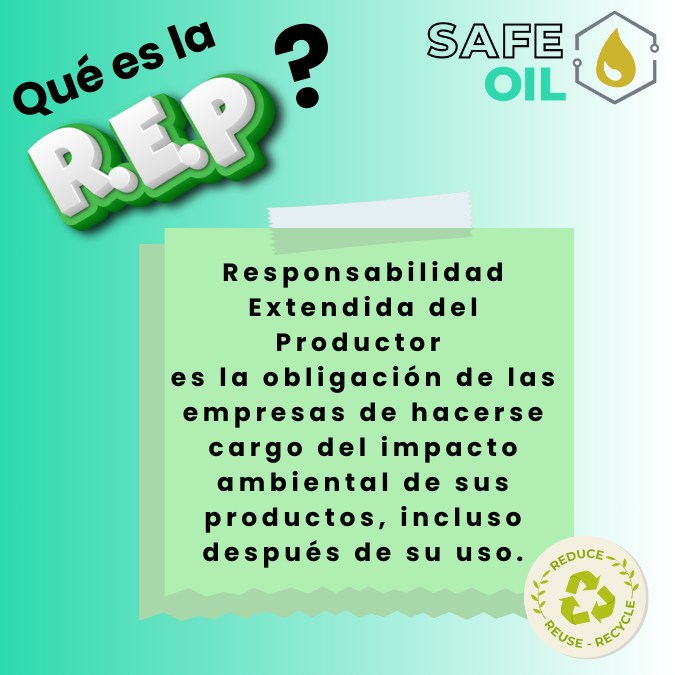 Qué es la
R.E.P
?
SAFE
OIL
Responsabilidad
Extendida del
Productor
es la obligación de las
empresas de hacerse
cargo del impacto
ambiental de sus
productos, incluso
después de su uso.
REDUCE
REUSE - RECYCLE